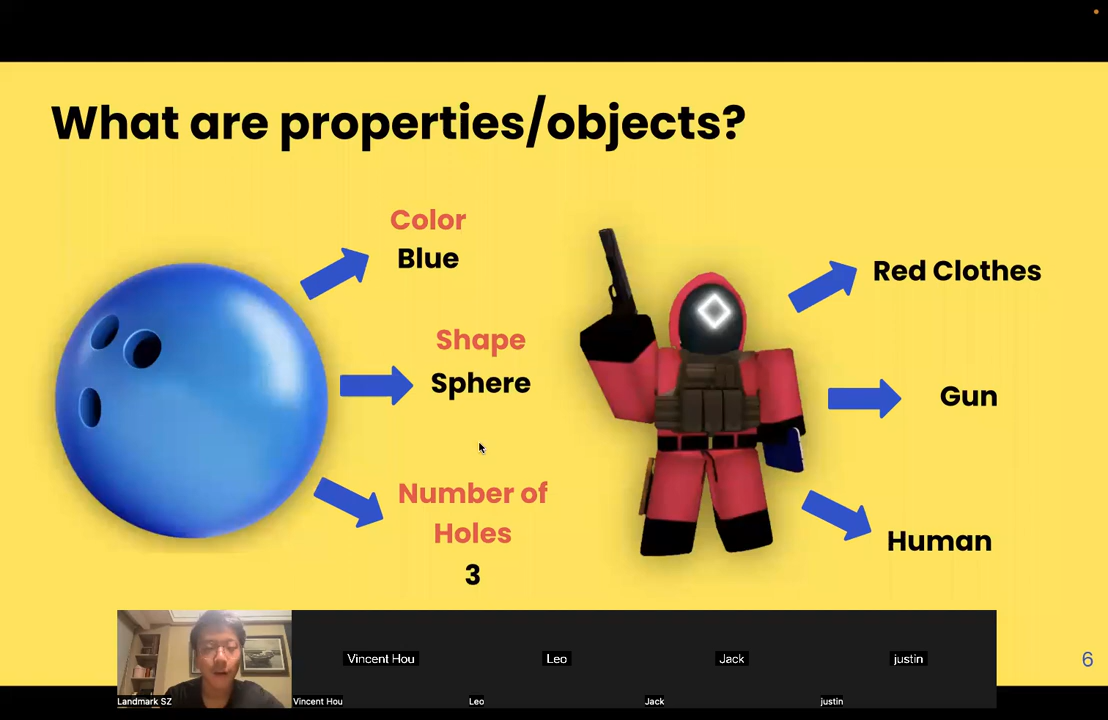 What are properties/objects?
Color
Blue
Shape
Sphere
Number of
Holes
3
Red Clothes
Gun
Human
Vincent Hou
Leo
Jack
justin
Landmark SZ
Vincent Hou
Leo
Jack
justin
6